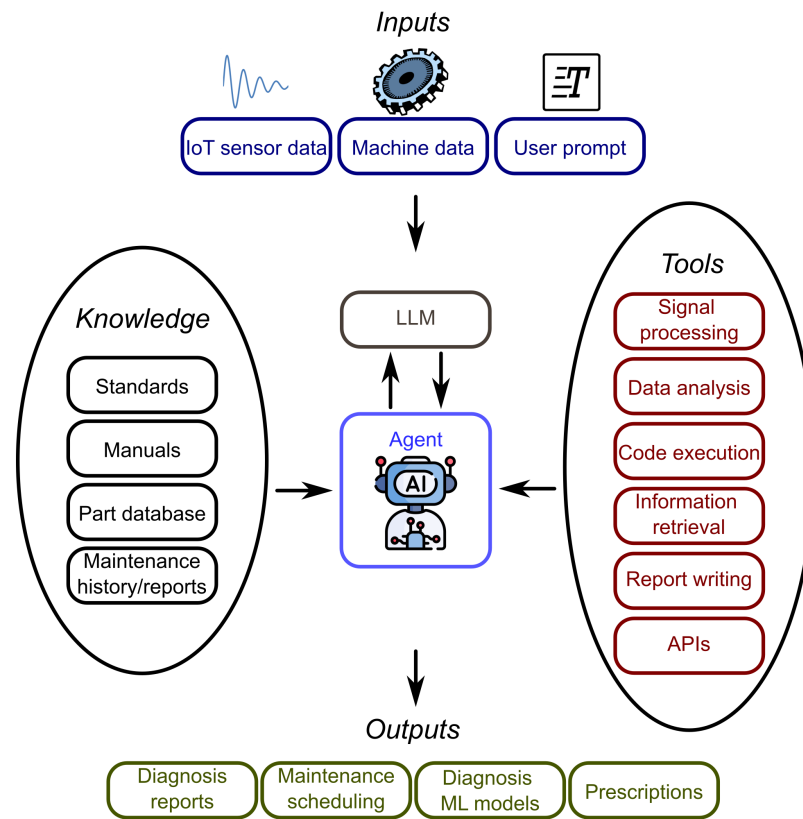 Inputs
T
IoT sensor data
Machine data
User prompt
Tools
Knowledge
LLM
Signal
processing
Standards
Data analysis
Manuals
Agent
AI
Code execution
Part database
Information
retrieval
Maintenance
history/reports
Report writing
APIs
Outputs
Diagnosis
reports
Maintenance
scheduling
Diagnosis
ML models
Prescriptions